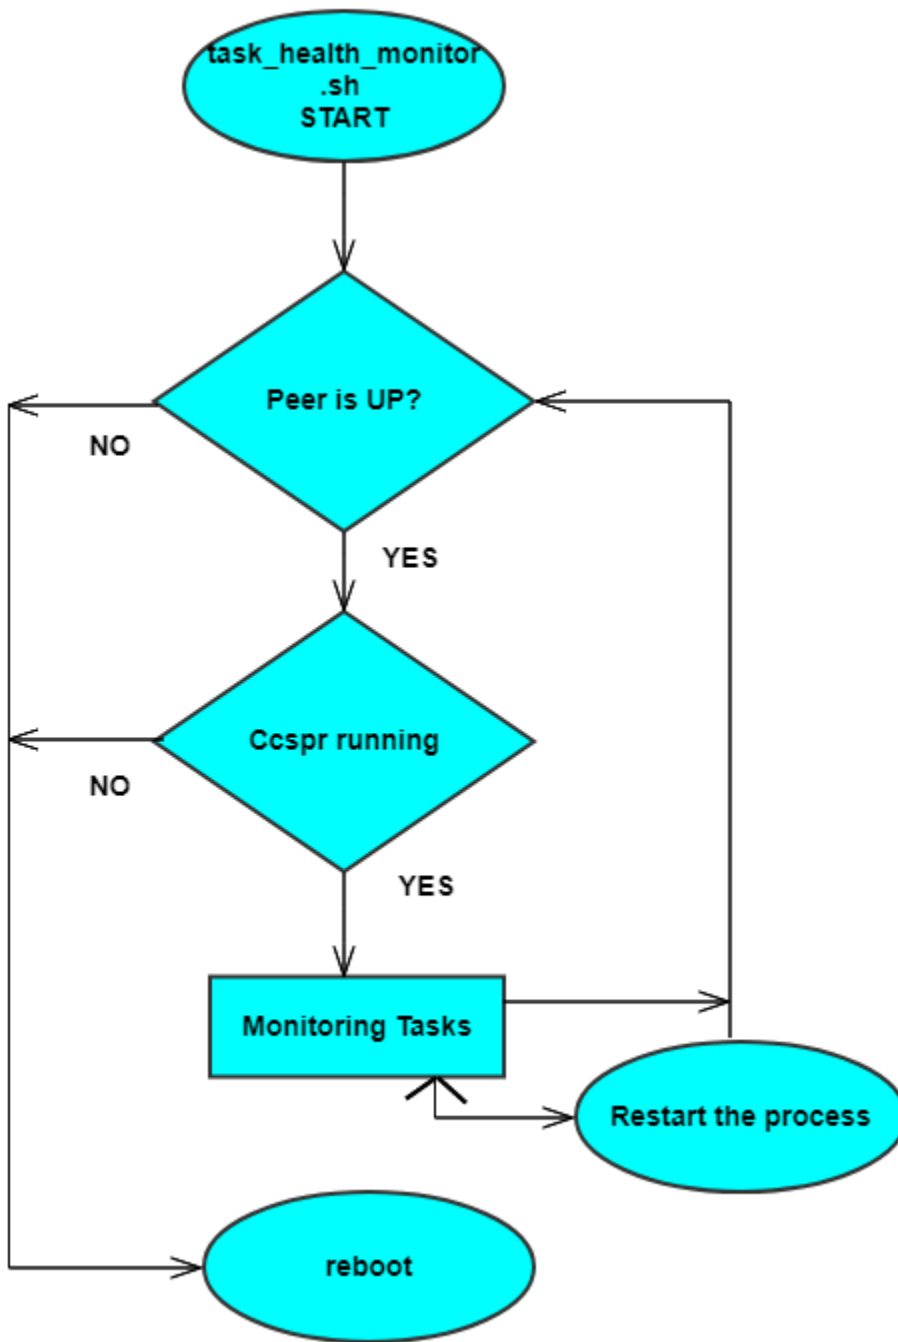 task_health_monitor
.sh
START
Peer is UP?
NO
YES
Ccspr running
NO
YES
Monitoring Tasks
Restart the process
reboot